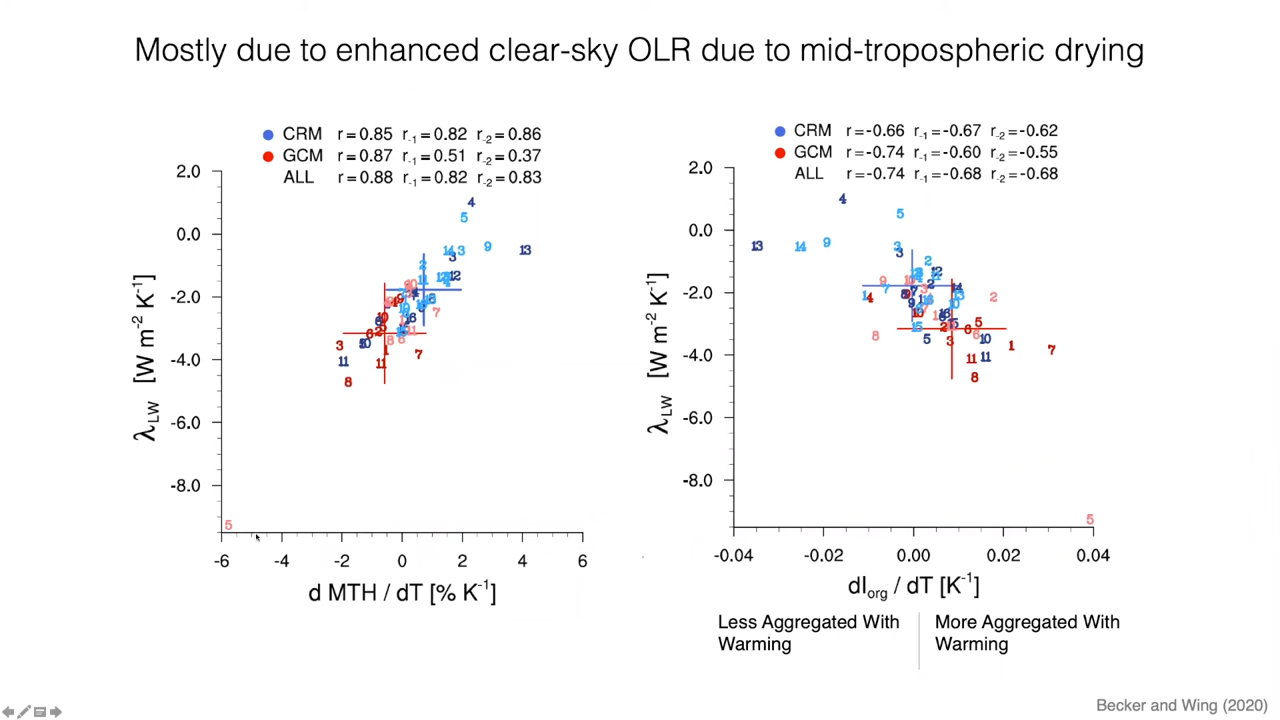 Mostly due to enhanced clear-sky OLR due to mid-tropospheric drying
CRM r=0.85 r-1=0.82 r-2=0.86
GCM r=0.87 r-1=0.51 r-2=0.37
ALL r=0.88 r-1=0.82 r-2=0.83
2.0
0.0
-2.0
-4.0
-6.0
-8.0
λLW [W m-2 K-1]
-6 -4 -2 0 2 4 6
d MTH / dT [% K-1]
CRM r=-0.66 r-1=-0.67 r-2=-0.62
GCM r=-0.74 r-1=-0.60 r-2=-0.55
ALL r=-0.74 r-1=-0.68 r-2=-0.68
2.0
0.0
-2.0
-4.0
-6.0
-8.0
λLW [W m-2 K-1]
-0.04 -0.02 0.00 0.02 0.04
dIorg / dT [K-1]
Less Aggregated With
Warming
More Aggregated With
Warming
Becker and Wing (2020)